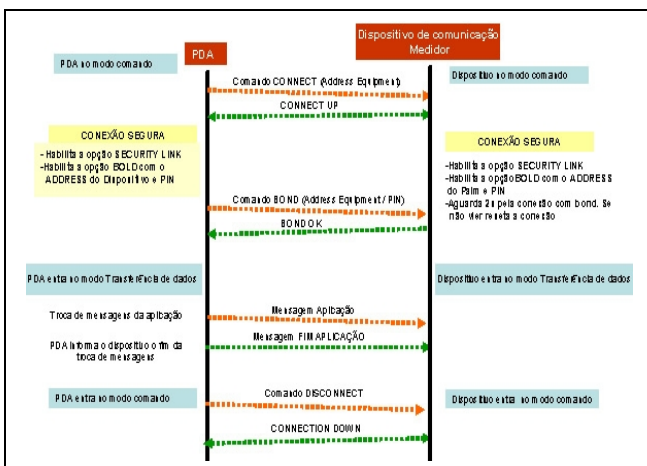 Dispositivo de comunicação
Medidor
PDA
PDA no modo comando
Dispositivo no modo comando
Comando CONNECT (Address Equipment)
CONNECT UP
CONEXÃO SEGURA
- Habilita a opção SECURITY LINK
- Habilita a opção BOLD com o
ADDRESS do Dispositivo e PIN
CONEXÃO SEGURA
- Habilita a opção SECURITY LINK
- Habilita a opçãoBOLD com o ADDRESS
do Palm e PIN
- Aguarda 2s pela conexão com bond. Se
não vier reseta a conexão
Comando BOND (Address Equipment / PIN)
BOND OK
PDA entra no modo Transferência de dados
Dispositivo entra no modo Transferência de dados
Troca de mensagens da aplicação
Mensagem Aplicação
PDA Informa o dispositivo o fim da
troca de mensagens
Mensagem FIM APLICAÇÃO
Comando DISCONNECT
PDA entra no modo comando
Dispositivo entra no modo comando
CONNECTION DOWN